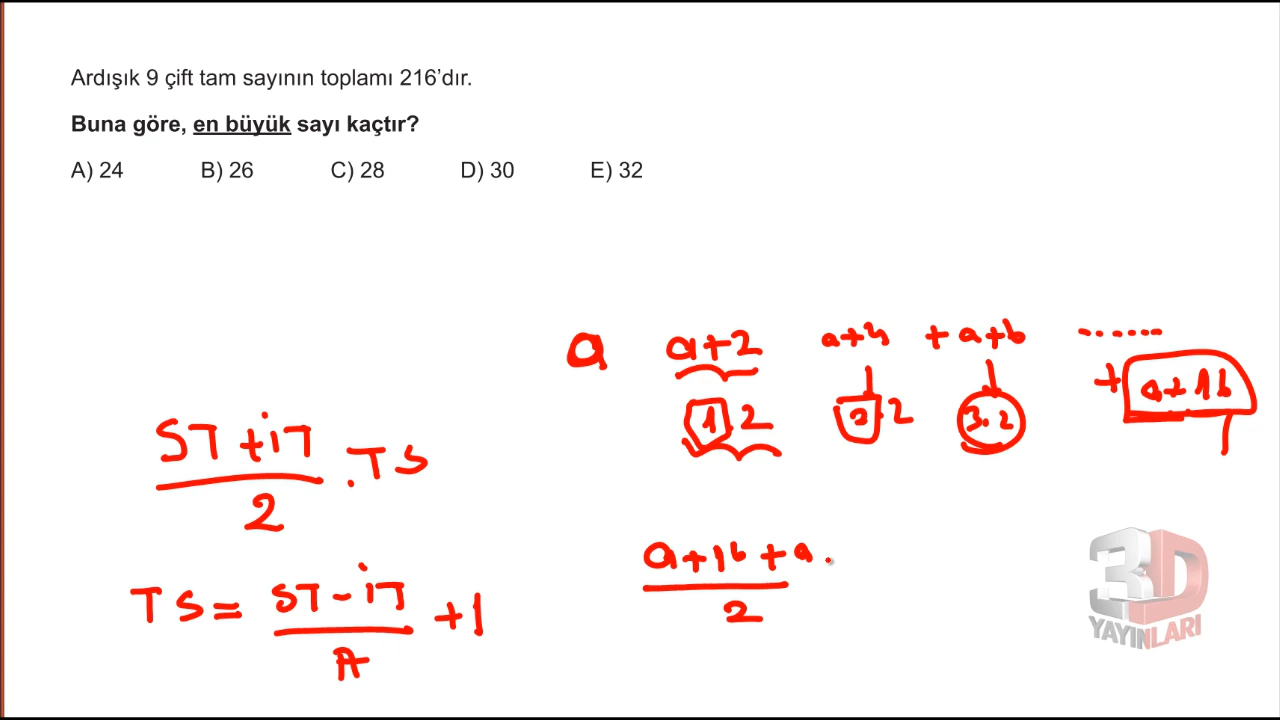 Ardışık 9 çift tam sayının toplamı 216'dır.
Buna göre, en büyük sayı kaçtır?
A) 24 B) 26 C) 28 D) 30 E) 32
a a+2 a+4 + a+6 ...... + a+16
1.2 2.2 3.2
ST+iT / 2 . TS
a+16+a / 2 .
TS = ST-iT / A + 1
3D
YAYINLARI